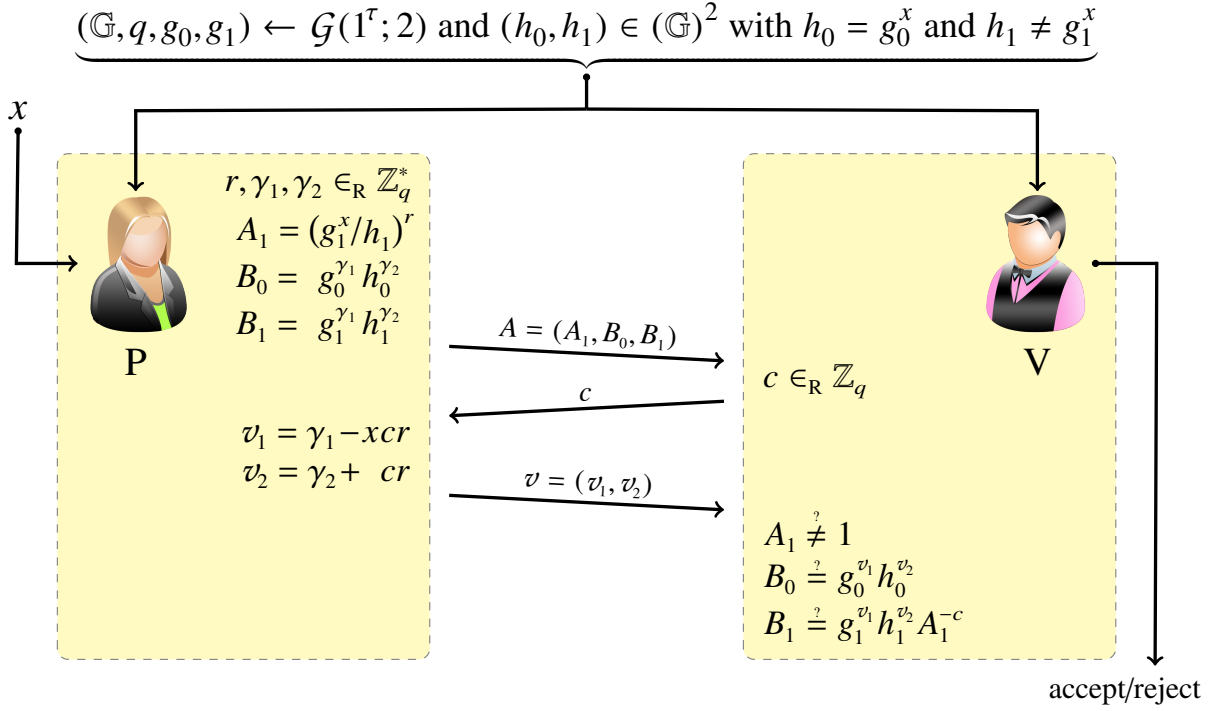 (𝔾, q, g₀, g₁) ← 𝒢(1^τ; 2) and (h₀, h₁) ∈ (𝔾)² with h₀ = g₀^x and h₁ ≠ g₁^x
x
r, γ₁, γ₂ ∈_R ℤ_q^*
A₁ = (g₁^x/h₁)^r
B₀ = g₀^{γ₁} h₀^{γ₂}
B₁ = g₁^{γ₁} h₁^{γ₂}
P
V
A = (A₁, B₀, B₁)
c ∈_R ℤ_q
c
v₁ = γ₁ − xcr
v₂ = γ₂ + cr
v = (v₁, v₂)
A₁ ≠^? 1
B₀ =^? g₀^{v₁} h₀^{v₂}
B₁ =^? g₁^{v₁} h₁^{v₂} A₁^{−c}
accept/reject